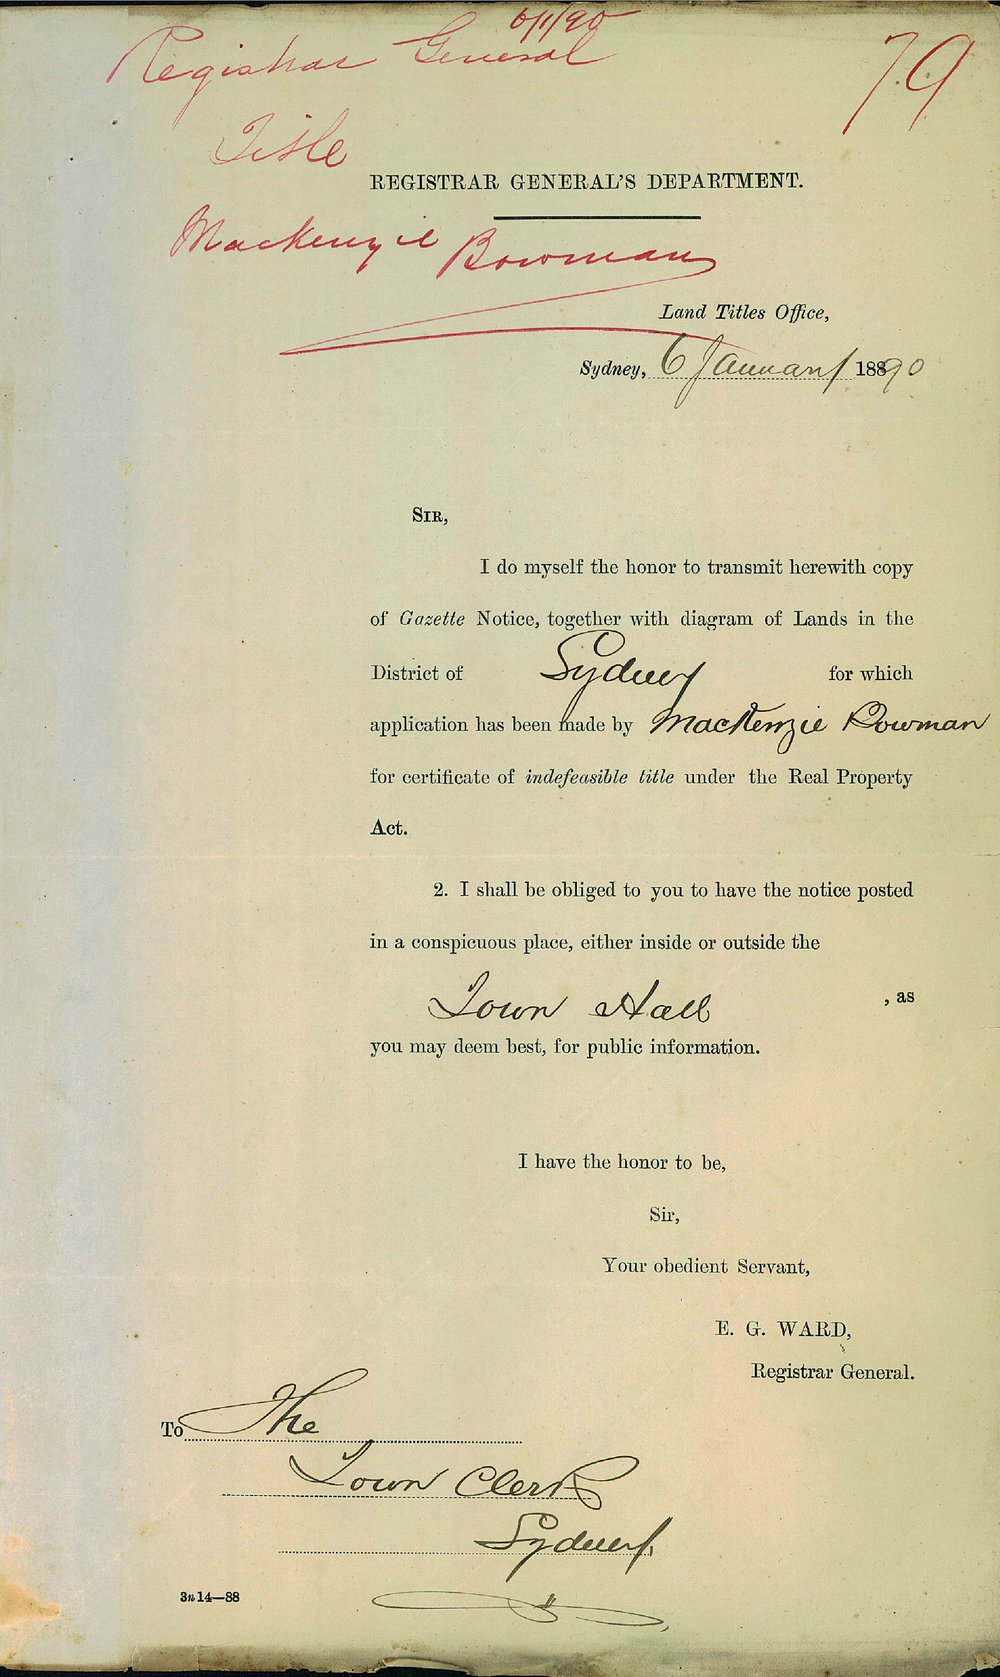 6/1/90
Registrar General
79
Title
REGISTRAR GENERAL'S DEPARTMENT.
Mackenzie Bowman
Land Titles Office,
Sydney, 6 January 18890
SIR,
I do myself the honor to transmit herewith copy
of Gazette Notice, together with diagram of Lands in the
District of Sydney for which
application has been made by Mackenzie Bowman
for certificate of indefeasible title under the Real Property
Act.
2. I shall be obliged to you to have the notice posted
in a conspicuous place, either inside or outside the
Town Hall , as
you may deem best, for public information.
I have the honor to be,
Sir,
Your obedient Servant,
E. G. WARD,
Registrar General.
To The
Town Clerk
Sydney.
3n14—88